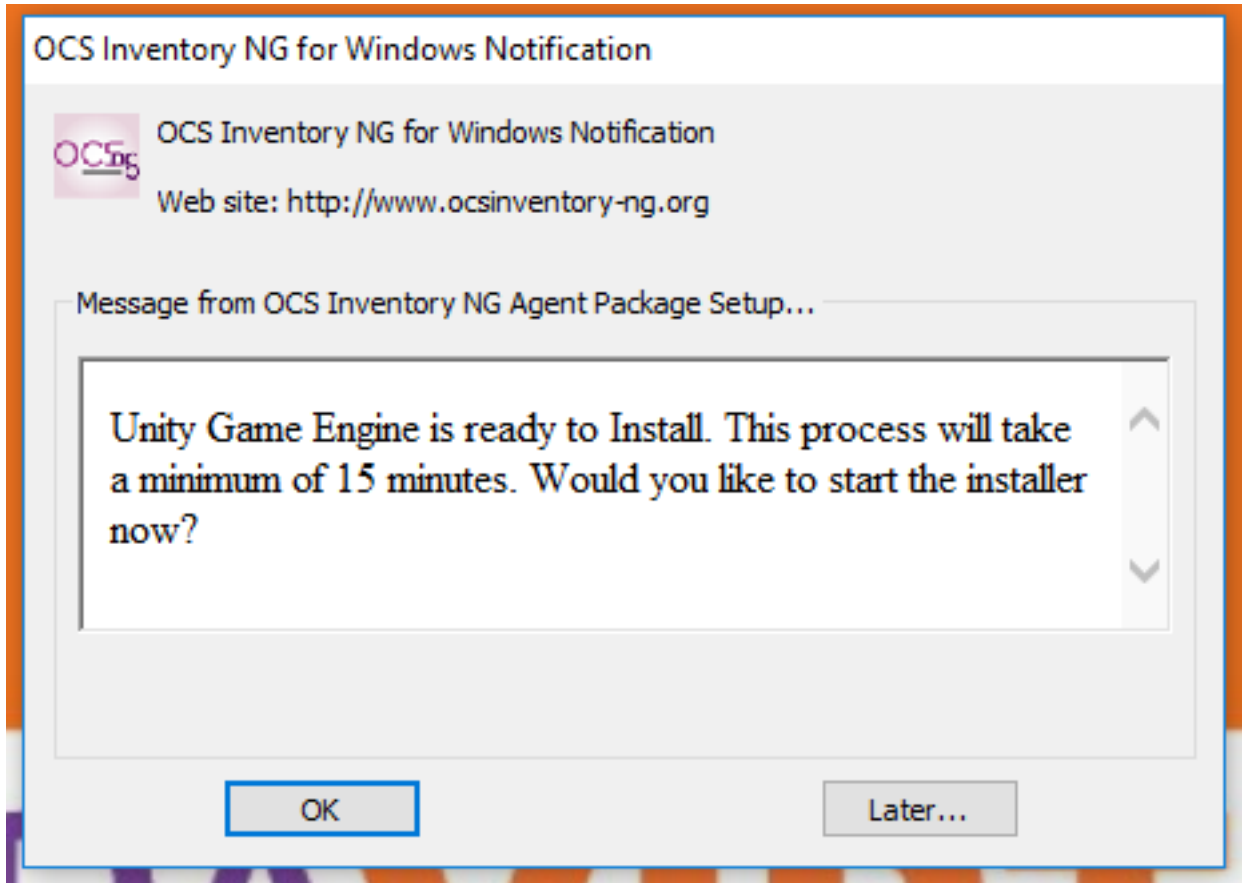 OCS Inventory NG for Windows Notification
OCS Inventory NG for Windows Notification
Web site: http://www.ocsinventory-ng.org
Message from OCS Inventory NG Agent Package Setup...
Unity Game Engine is ready to Install. This process will take
a minimum of 15 minutes. Would you like to start the installer
now?
OK
Later...